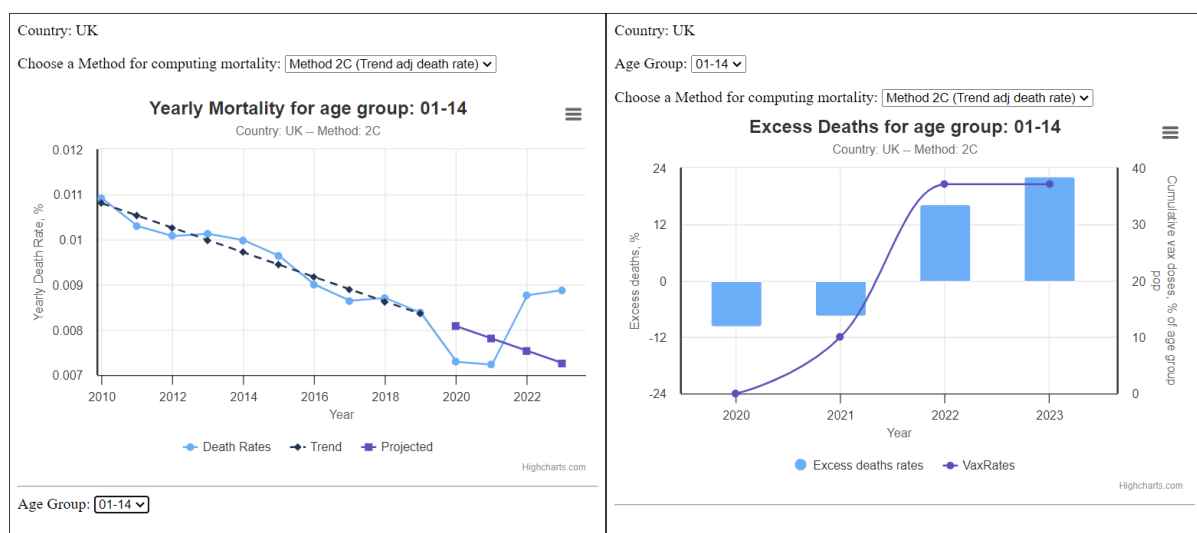 Country: UK
Choose a Method for computing mortality: Method 2C (Trend adj death rate)
Yearly Mortality for age group: 01-14
Country: UK -- Method: 2C
Yearly Death Rate, %
0.012
0.011
0.01
0.009
0.008
0.007
2010 2012 2014 2016 2018 2020 2022
Year
Death Rates Trend Projected
Highcharts.com
Age Group: 01-14
Country: UK
Age Group: 01-14
Choose a Method for computing mortality: Method 2C (Trend adj death rate)
Excess Deaths for age group: 01-14
Country: UK -- Method: 2C
Excess deaths, %
24
12
0
-12
-24
40
30
20
10
0
Cumulative vax doses, % of age group
pop
2020 2021 2022 2023
Year
Excess deaths rates VaxRates
Highcharts.com